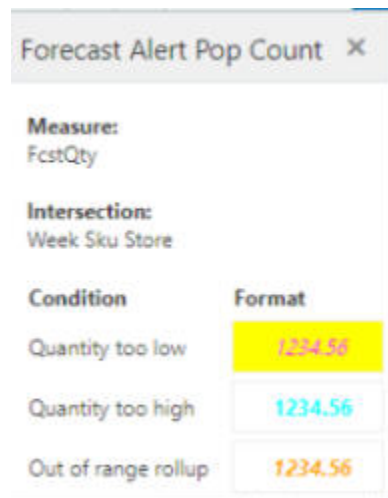 Forecast Alert Pop Count ×
Measure:
FcstQty
Intersection:
Week Sku Store
Condition Format
Quantity too low 1234.56
Quantity too high 1234.56
Out of range rollup 1234.56